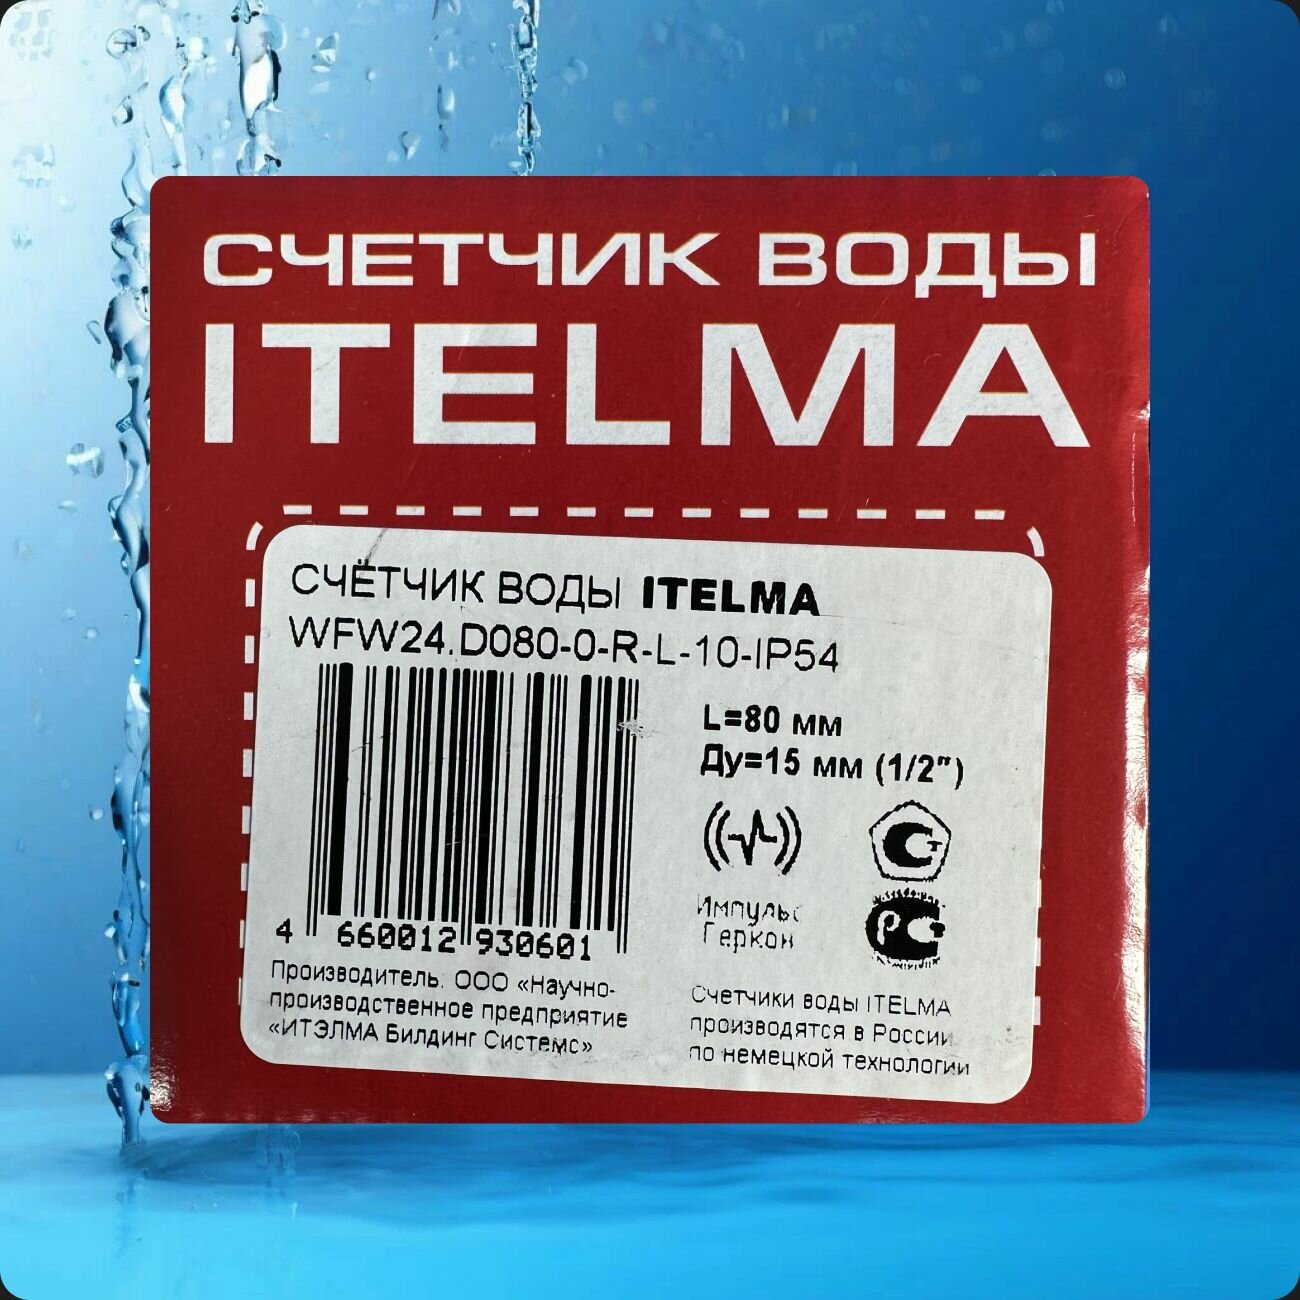 СЧЕТЧИК ВОДЫ
ITELMA
СЧЁТЧИК ВОДЫ ITELMA
WFW24.D080-0-R-L-10-IP54
L=80 мм
Ду=15 мм (1/2")
Импульс
Геркон
4 660012 930601
Производитель: ООО «Научно-
производственное предприятие
«ИТЭЛМА Билдинг Системс»
Счетчики воды ITELMA
производятся в России
по немецкой технологии